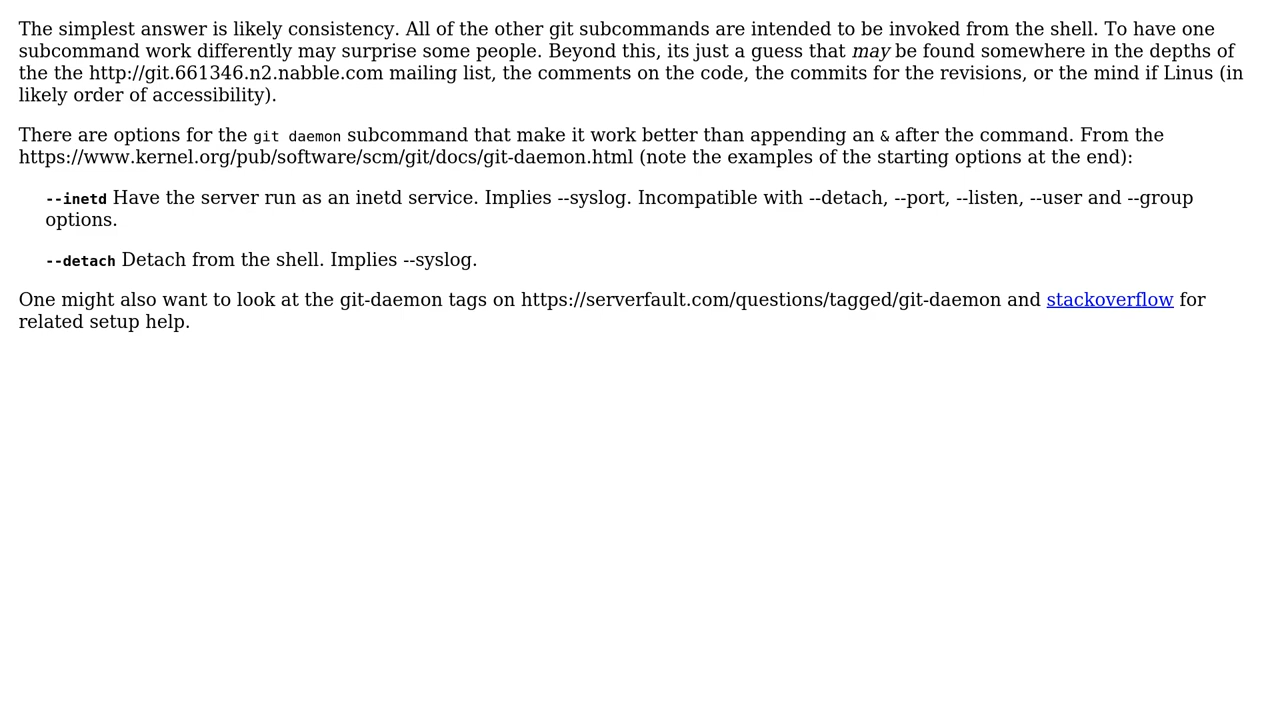 The simplest answer is likely consistency. All of the other git subcommands are intended to be invoked from the shell. To have one
subcommand work differently may surprise some people. Beyond this, its just a guess that may be found somewhere in the depths of
the the http://git.661346.n2.nabble.com mailing list, the comments on the code, the commits for the revisions, or the mind if Linus (in
likely order of accessibility).
There are options for the git daemon subcommand that make it work better than appending an & after the command. From the
https://www.kernel.org/pub/software/scm/git/docs/git-daemon.html (note the examples of the starting options at the end):
--inetd Have the server run as an inetd service. Implies --syslog. Incompatible with --detach, --port, --listen, --user and --group
options.
--detach Detach from the shell. Implies --syslog.
One might also want to look at the git-daemon tags on https://serverfault.com/questions/tagged/git-daemon and stackoverflow for
related setup help.